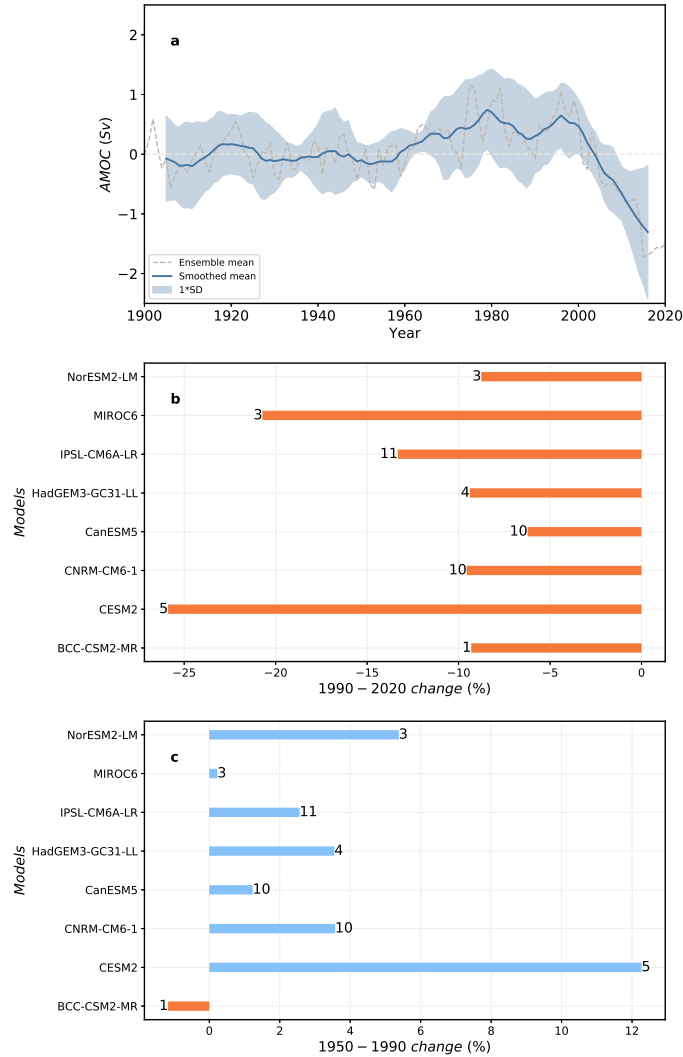 2
a
1
AMOC (Sv)
0
−1
−2
Ensemble mean
Smoothed mean
1*SD
1900 1920 1940 1960 1980 2000 2020
Year
NorESM2-LM 3
b
MIROC6 3
IPSL-CM6A-LR 11
HadGEM3-GC31-LL 4
Models
CanESM5 10
CNRM-CM6-1 10
CESM2 5
BCC-CSM2-MR 1
−25 −20 −15 −10 −5 0
1990 − 2020 change (%)
NorESM2-LM 3
c
MIROC6 3
IPSL-CM6A-LR 11
HadGEM3-GC31-LL 4
Models
CanESM5 10
CNRM-CM6-1 10
CESM2 5
BCC-CSM2-MR 1
0 2 4 6 8 10 12
1950 − 1990 change (%)